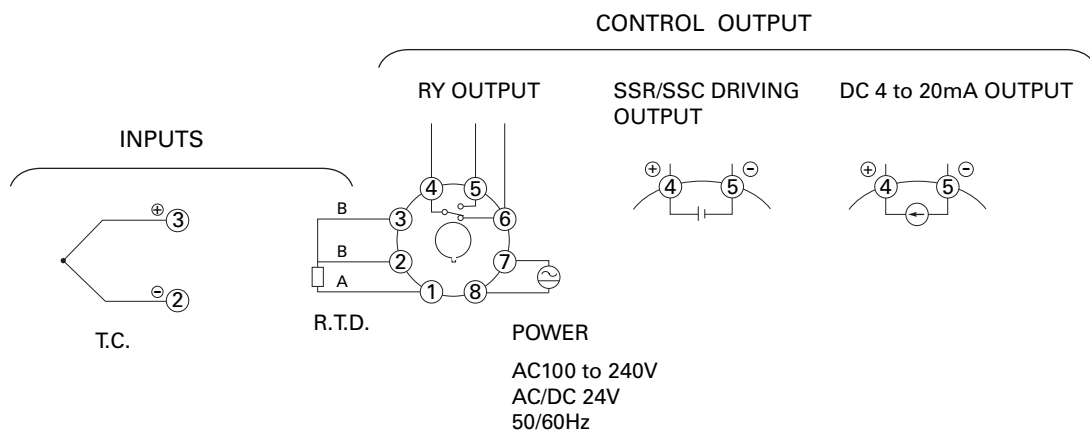 CONTROL OUTPUT
RY OUTPUT
SSR/SSC DRIVING
OUTPUT
DC 4 to 20mA OUTPUT
INPUTS
⊕ 3
⊖ 2
T.C.
B
B
A
R.T.D.
4 5
3 6
2 7
1 8
⊕ ⊖
4 5
⊕ ⊖
4 5
POWER
AC100 to 240V
AC/DC 24V
50/60Hz